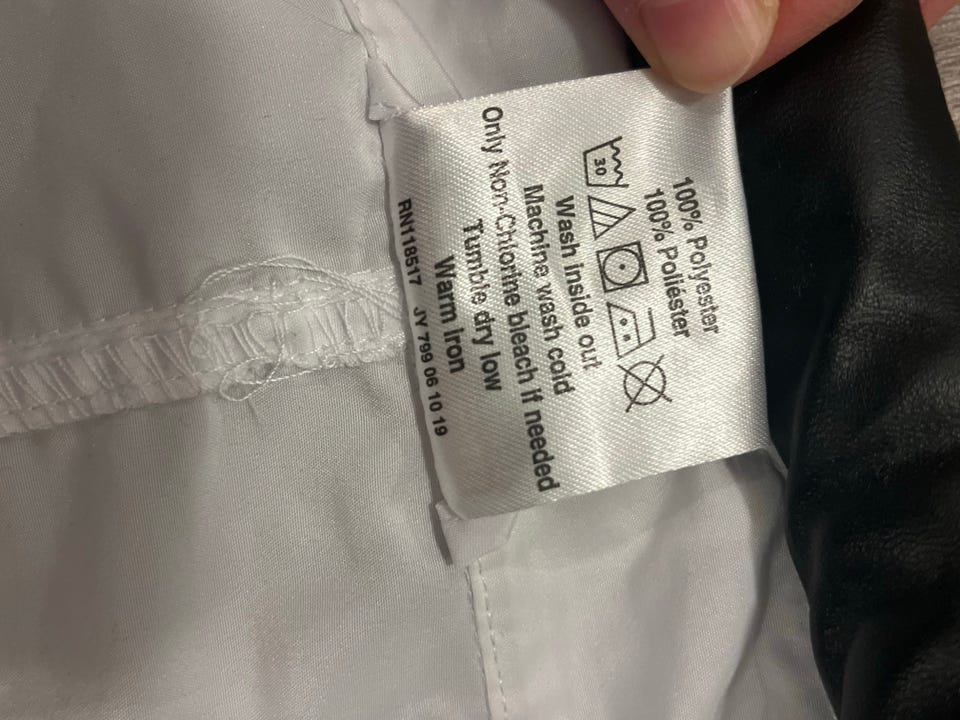 100% Polyester
100% Poliéster
30
Wash inside out
Machine wash cold
Only Non-Chlorine bleach if needed
Tumble dry low
Warm Iron
RN118517 JY 799 06 10 19